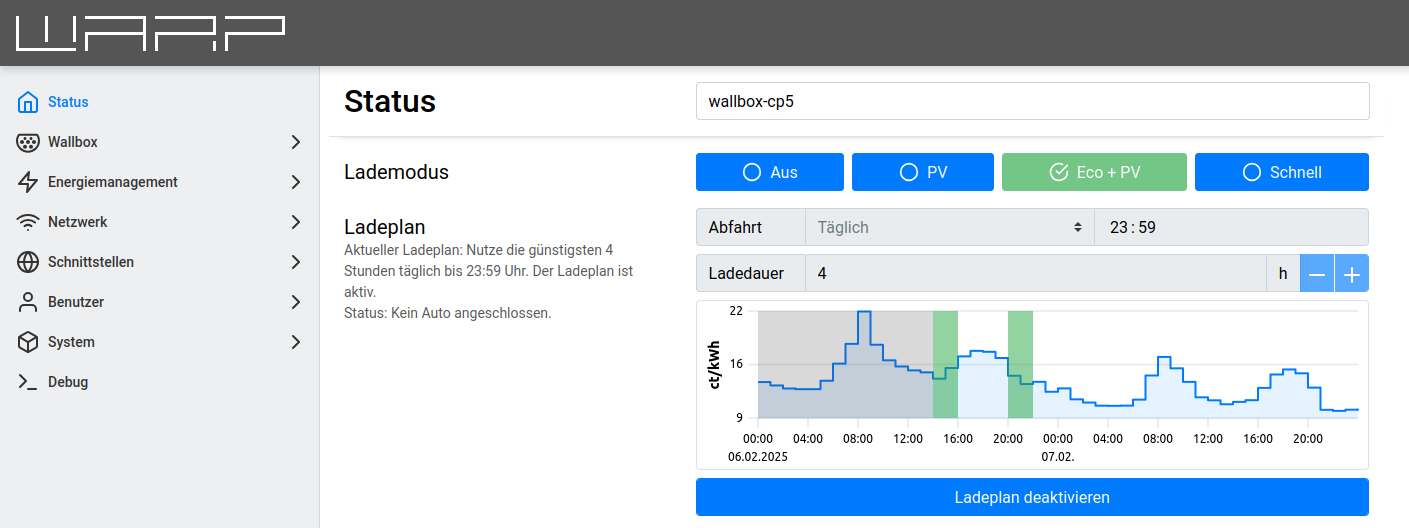 WARP
Status
wallbox-cp5
Status
Wallbox
Energiemanagement
Netzwerk
Schnittstellen
Benutzer
System
Debug
Lademodus
Aus
PV
Eco + PV
Schnell
Ladeplan
Aktueller Ladeplan: Nutze die günstigsten 4
Stunden täglich bis 23:59 Uhr. Der Ladeplan ist
aktiv.
Status: Kein Auto angeschlossen.
Abfahrt Täglich 23:59
Ladedauer 4 h
ct/kWh
22
16
9
00:00 04:00 08:00 12:00 16:00 20:00 00:00 04:00 08:00 12:00 16:00 20:00
06.02.2025 07.02.
Ladeplan deaktivieren